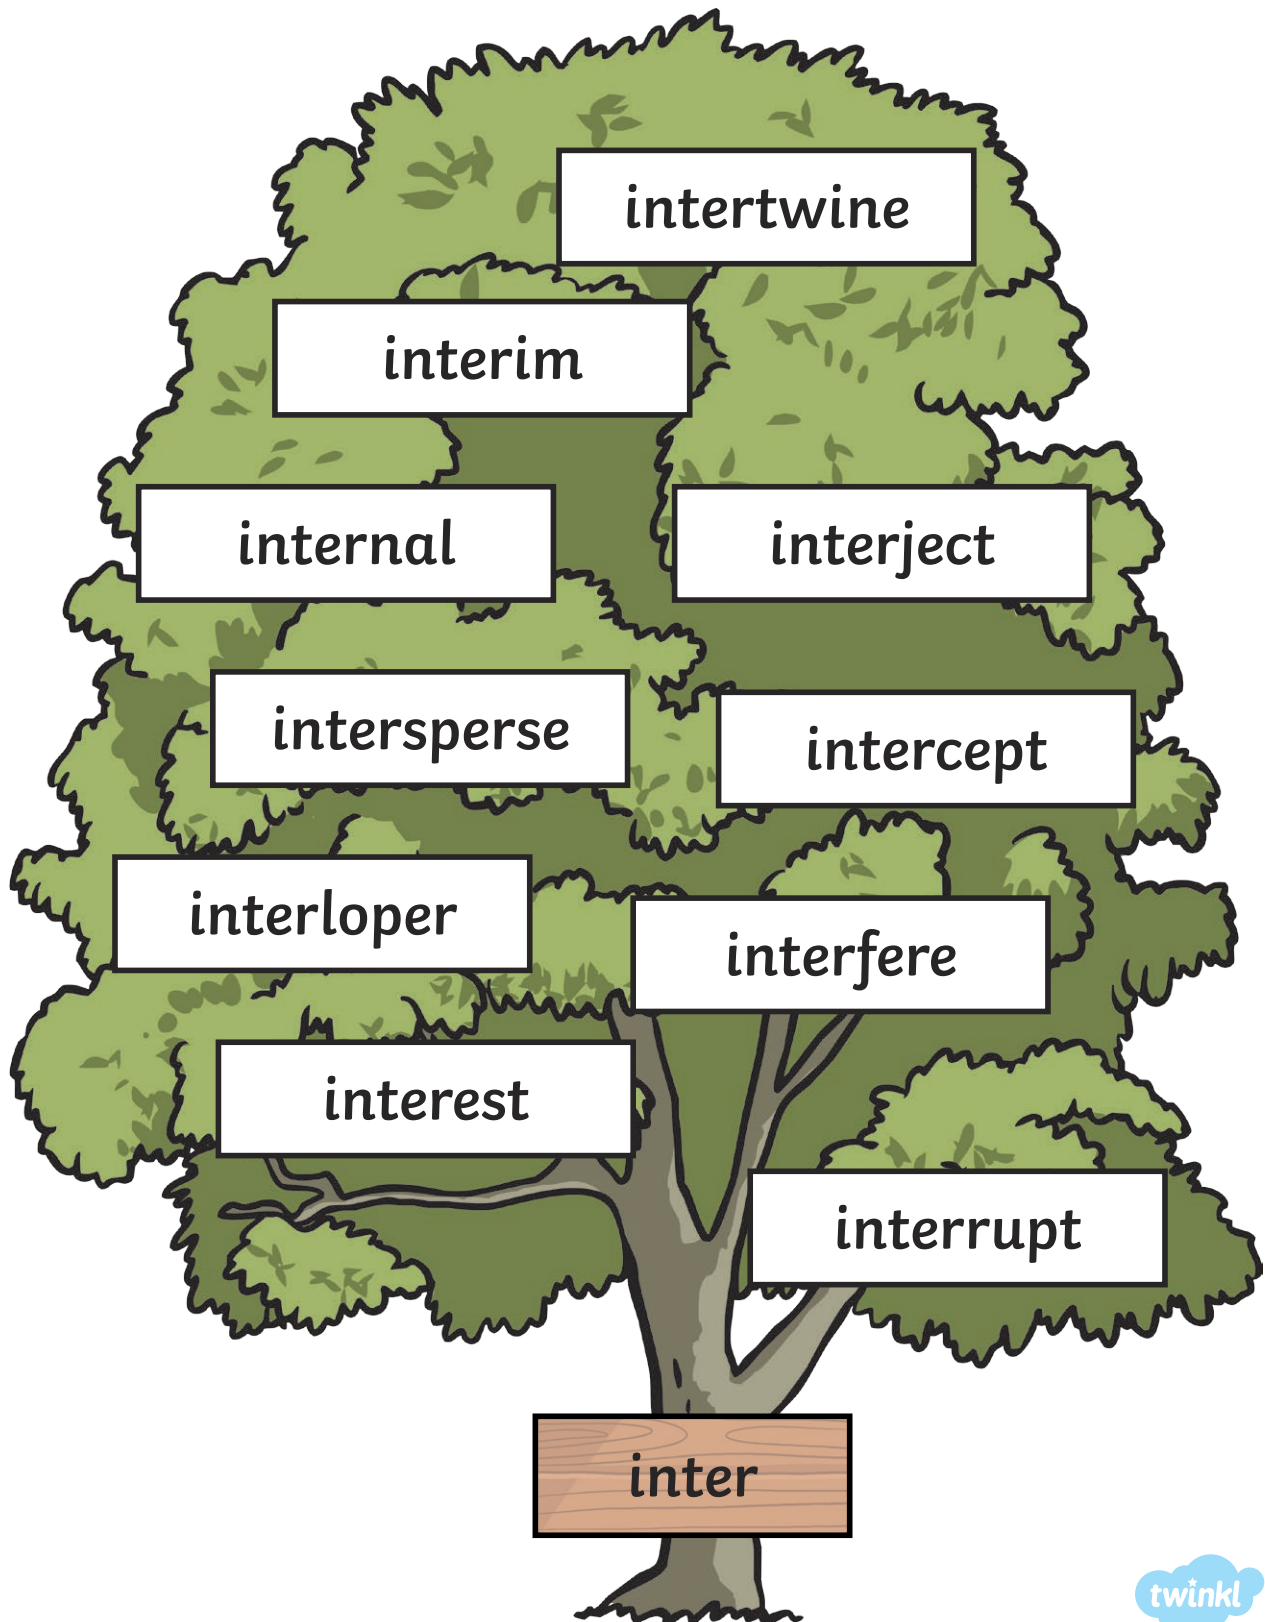 intertwine
interim
internal
interject
intersperse
intercept
interloper
interfere
interest
interrupt
inter
twinkl